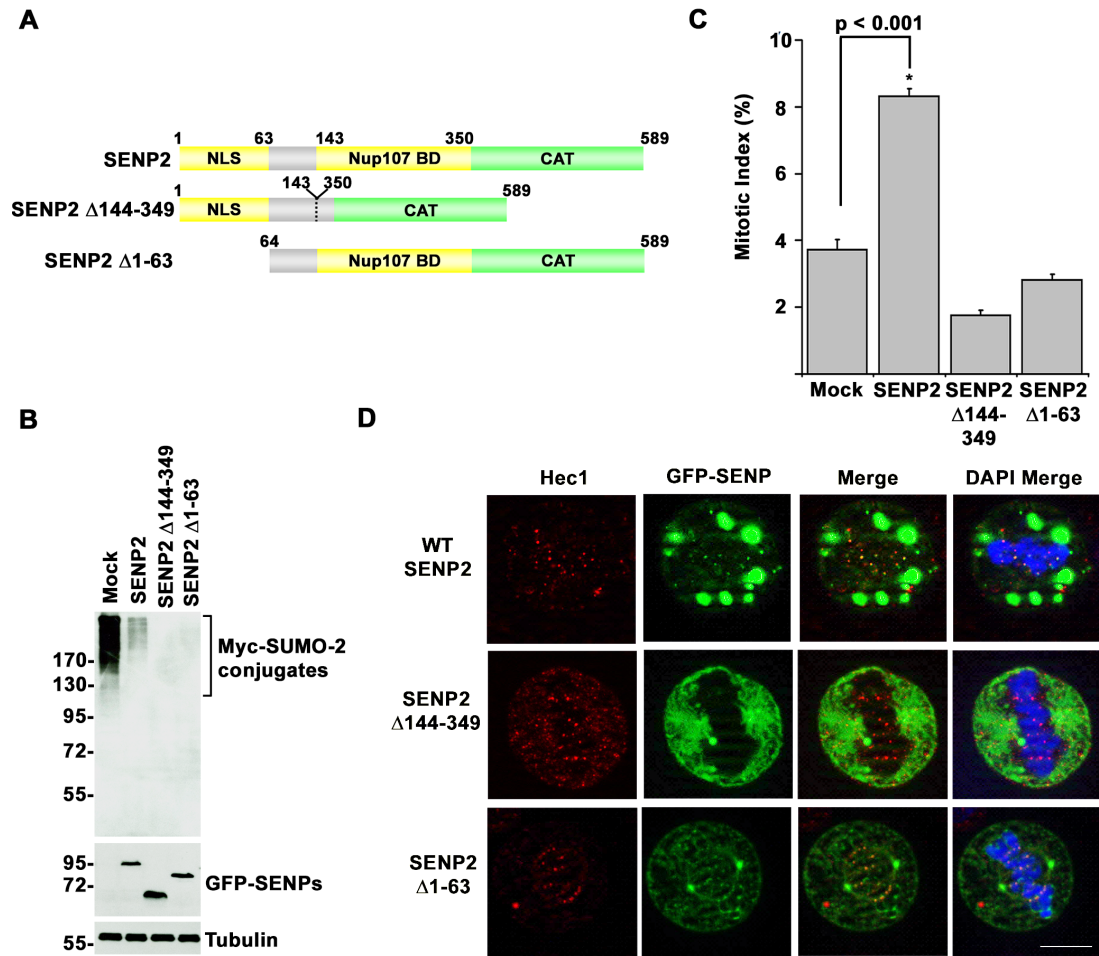 A
1 63 143 350 589
SENP2 NLS Nup107 BD CAT
1 143 350 589
SENP2 Δ144-349 NLS CAT
64 589
SENP2 Δ1-63 Nup107 BD CAT
B
Mock
SENP2
SENP2 Δ144-349
SENP2 Δ1-63
170-
130-
95-
72-
55-
Myc-SUMO-2
conjugates
95-
72-
GFP-SENPs
55-
Tubulin
C
p < 0.001
*
Mitotic Index (%)
10
8
6
4
2
Mock
SENP2
SENP2
Δ144-
349
SENP2
Δ1-63
D
Hec1 GFP-SENP Merge DAPI Merge
WT
SENP2
SENP2
Δ144-349
SENP2
Δ1-63